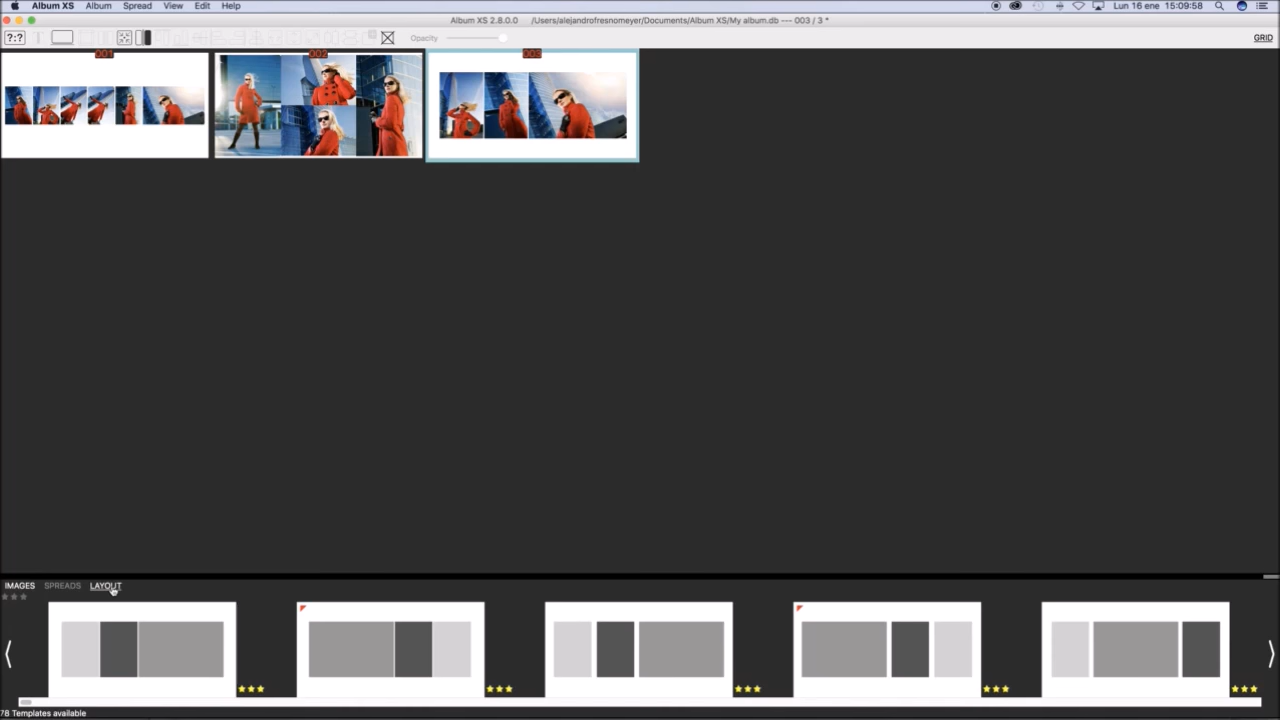 Album XS Album Spread View Edit Help Lun 16 ene 15:09:58
Album XS 2.8.0.0 /Users/alejandrofresnomeyer/Documents/Album XS/My album.db --- 003 / 3 *
?:? T Opacity GRID
001 002 003
IMAGES SPREADS LAYOUT
78 Templates available